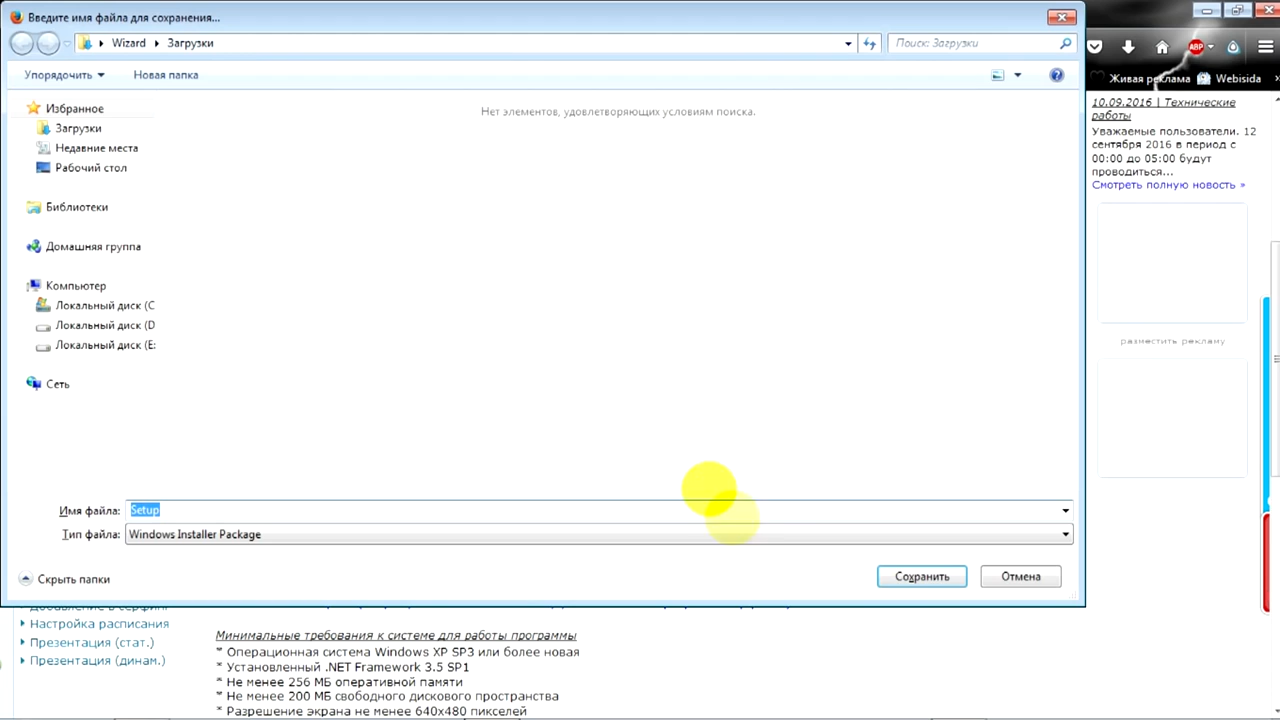 Введите имя файла для сохранения...
Wizard
Загрузки
Поиск: Загрузки
Упорядочить
Новая папка
Избранное
Загрузки
Недавние места
Рабочий стол
Библиотеки
Домашняя группа
Компьютер
Локальный диск (C
Локальный диск (D
Локальный диск (E:
Сеть
Нет элементов, удовлетворяющих условиям поиска.
Имя файла: Setup
Тип файла: Windows Installer Package
Скрыть папки
Сохранить
Отмена
ABP
Живая реклама
Webisida
10.09.2016 | Технические
работы
Уважаемые пользователи. 12
сентября 2016 в период с
00:00 до 05:00 будут
проводиться...
Смотреть полную новость »
разместить рекламу
Добавление в серфинг
Настройка расписания
Презентация (стат.)
Презентация (динам.)
Минимальные требования к системе для работы программы
* Операционная система Windows XP SP3 или более новая
* Установленный .NET Framework 3.5 SP1
* Не менее 256 МБ оперативной памяти
* Не менее 200 МБ свободного дискового пространства
* Разрешение экрана не менее 640x480 пикселей